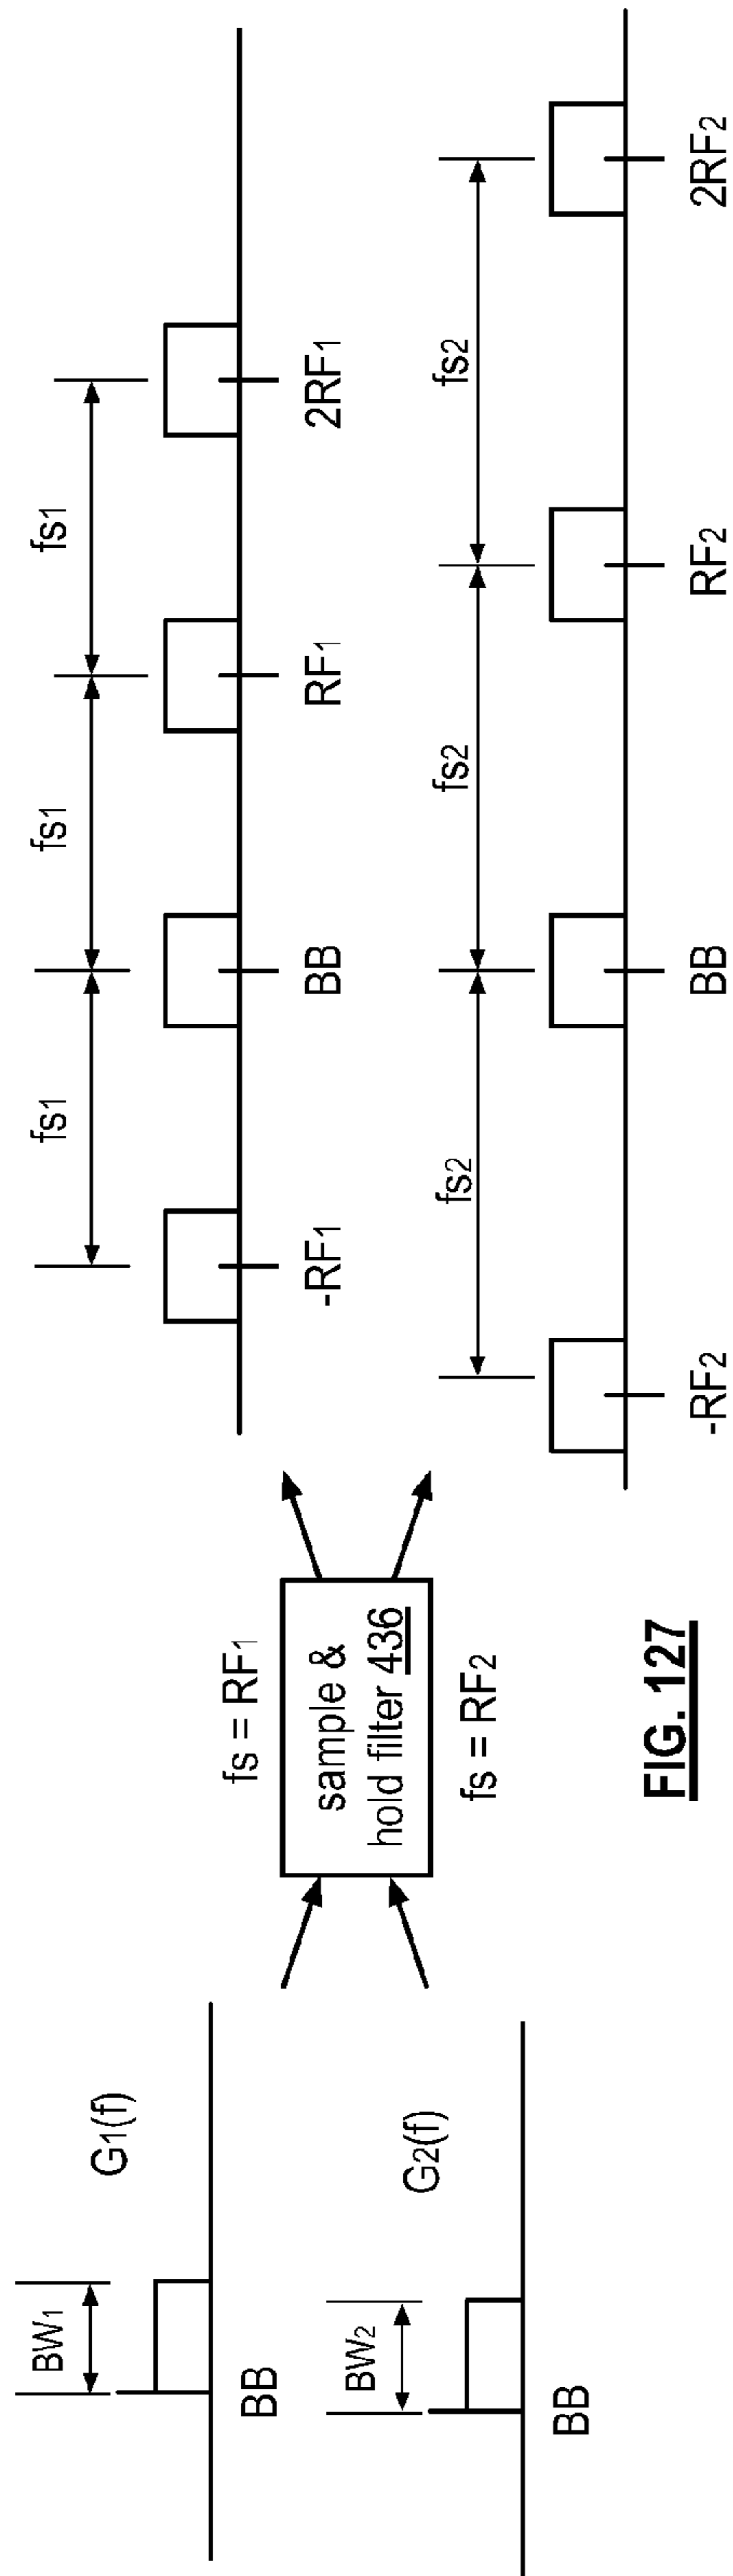 BW1
G1(f)
BB
BW2
G2(f)
BB
fs = RF1
sample &
hold filter 436
fs = RF2
fs1
fs1
fs1
-RF1
BB
RF1
2RF1
fs2
fs2
fs2
-RF2
BB
RF2
2RF2
FIG. 127